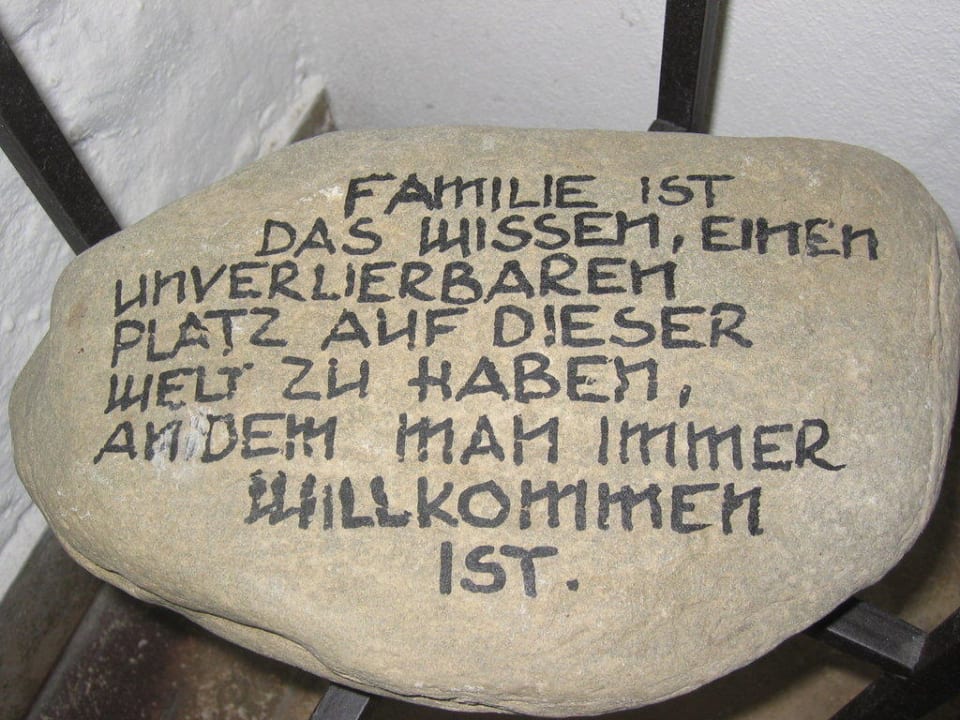 FAMILIE IST
DAS WISSEN, EINEN
UNVERLIERBAREN
PLATZ AUF DIESER
WELT ZU HABEN,
AN DEM MAN IMMER
WILLKOMMEN
IST.